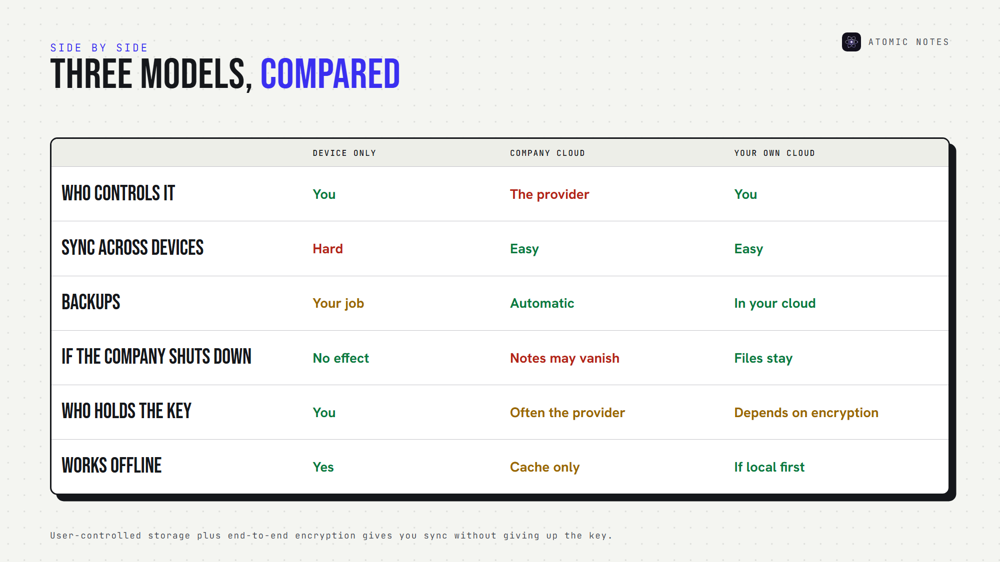 SIDE BY SIDE
THREE MODELS, COMPARED
ATOMIC NOTES
DEVICE ONLY COMPANY CLOUD YOUR OWN CLOUD
WHO CONTROLS IT You The provider You
SYNC ACROSS DEVICES Hard Easy Easy
BACKUPS Your job Automatic In your cloud
IF THE COMPANY SHUTS DOWN No effect Notes may vanish Files stay
WHO HOLDS THE KEY You Often the provider Depends on encryption
WORKS OFFLINE Yes Cache only If local first
User-controlled storage plus end-to-end encryption gives you sync without giving up the key.